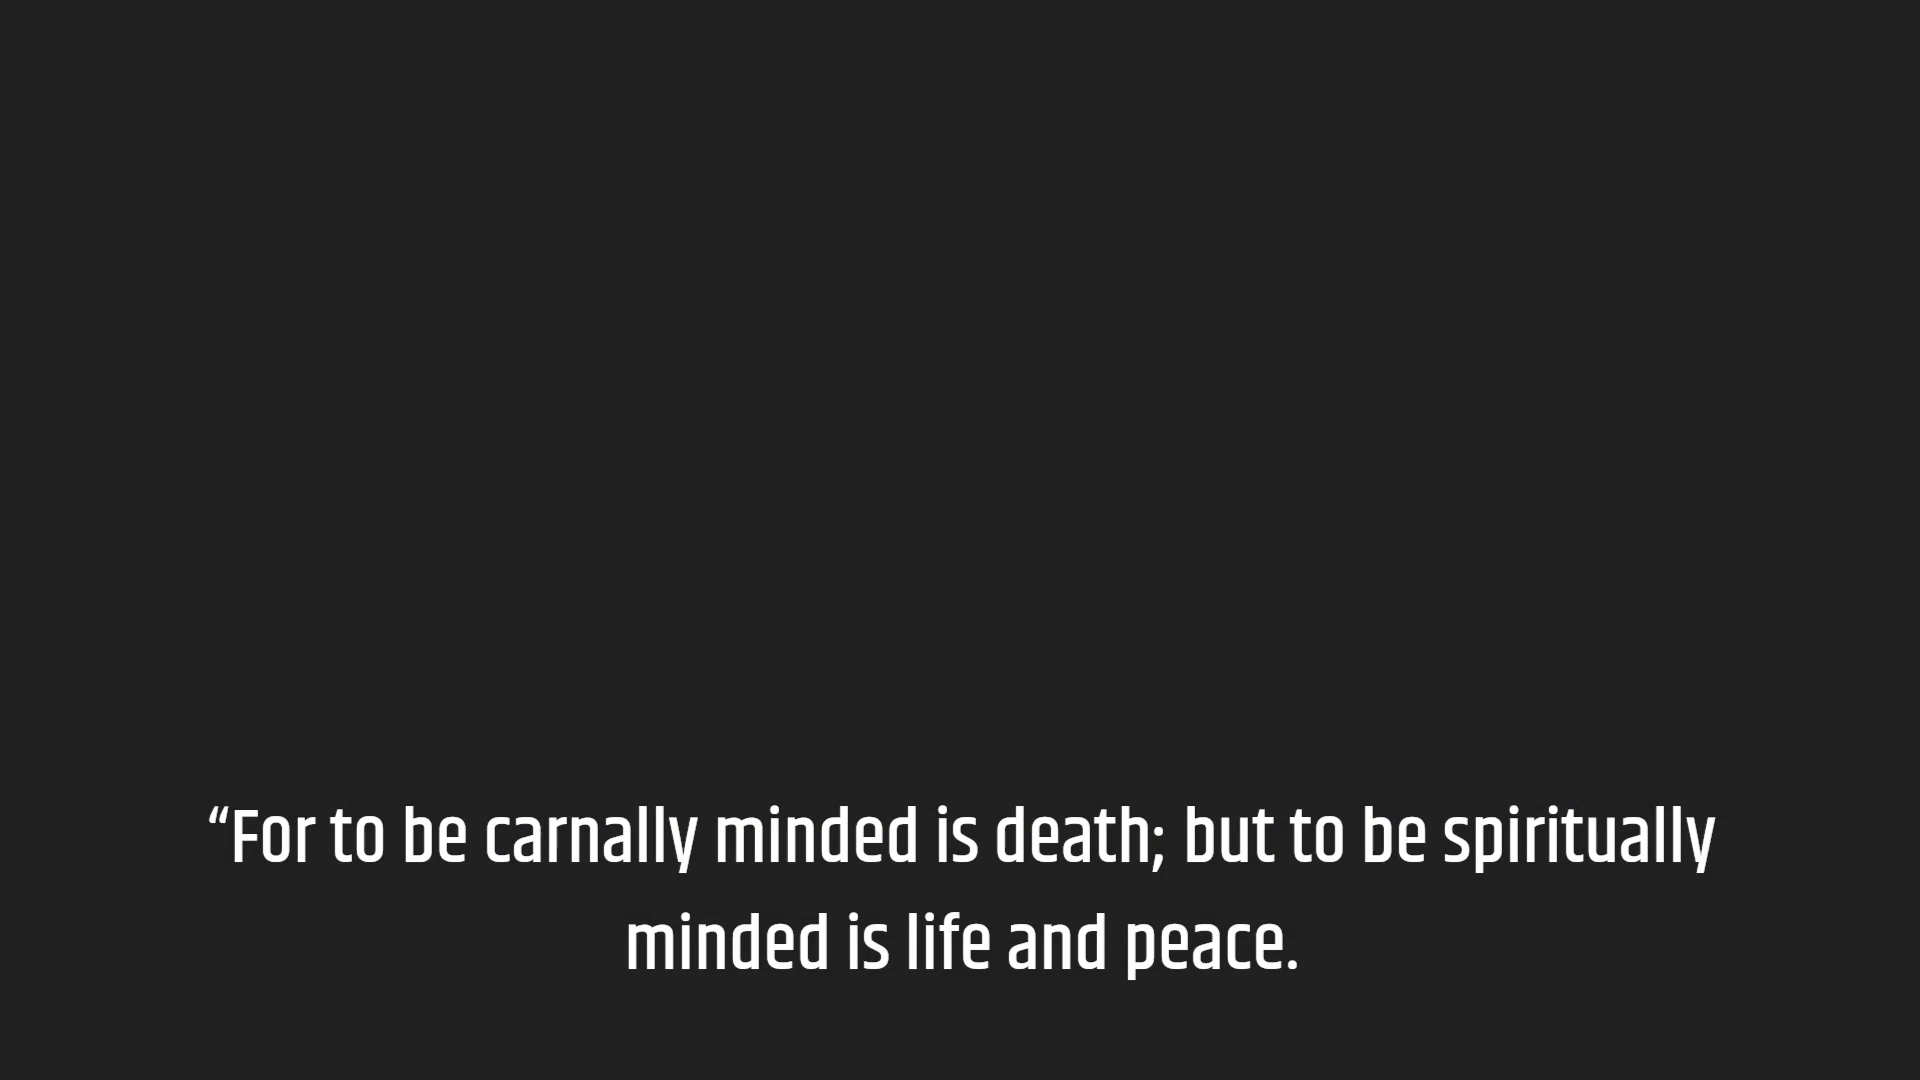 “For to be carnally minded is death; but to be spiritually
minded is life and peace.